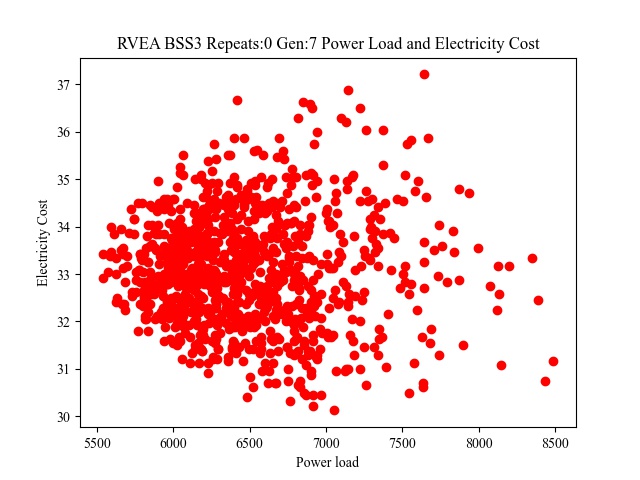 RVEA BSS3 Repeats:0 Gen:7 Power Load and Electricity Cost
37
36
35
34
33
32
31
30
Electricity Cost
5500 6000 6500 7000 7500 8000 8500
Power load